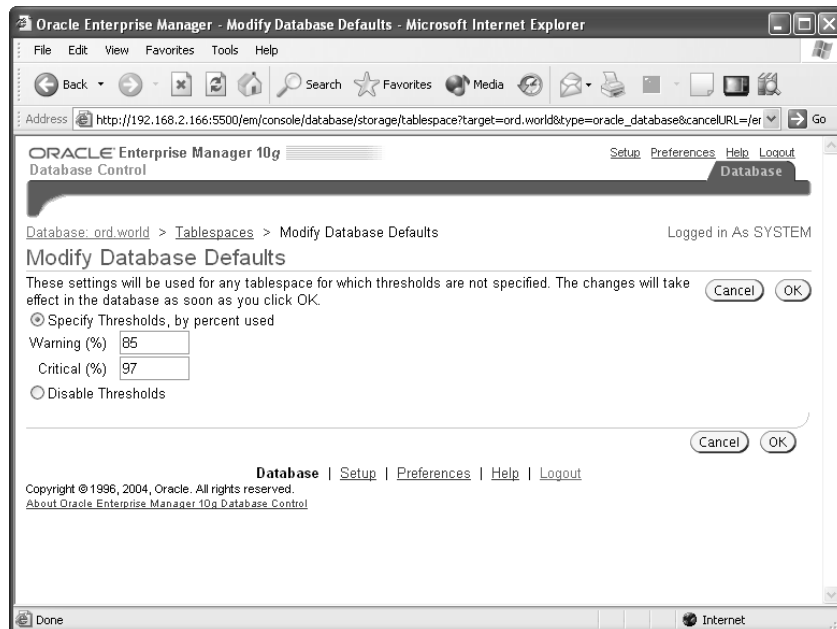 Oracle Enterprise Manager - Modify Database Defaults - Microsoft Internet Explorer
File Edit View Favorites Tools Help
Back Search Favorites Media
Address http://192.168.2.166:5500/em/console/database/storage/tablespace?target=ord.world&type=oracle_database&cancelURL=/er Go
ORACLE Enterprise Manager 10g
Setup Preferences Help Logout
Database Control
Database
Database: ord.world > Tablespaces > Modify Database Defaults
Logged in As SYSTEM
Modify Database Defaults
These settings will be used for any tablespace for which thresholds are not specified. The changes will take
effect in the database as soon as you click OK.
Cancel OK
Specify Thresholds, by percent used
Warning (%) 85
Critical (%) 97
Disable Thresholds
Cancel OK
Database | Setup | Preferences | Help | Logout
Copyright © 1996, 2004, Oracle. All rights reserved.
About Oracle Enterprise Manager 10g Database Control
Done
Internet